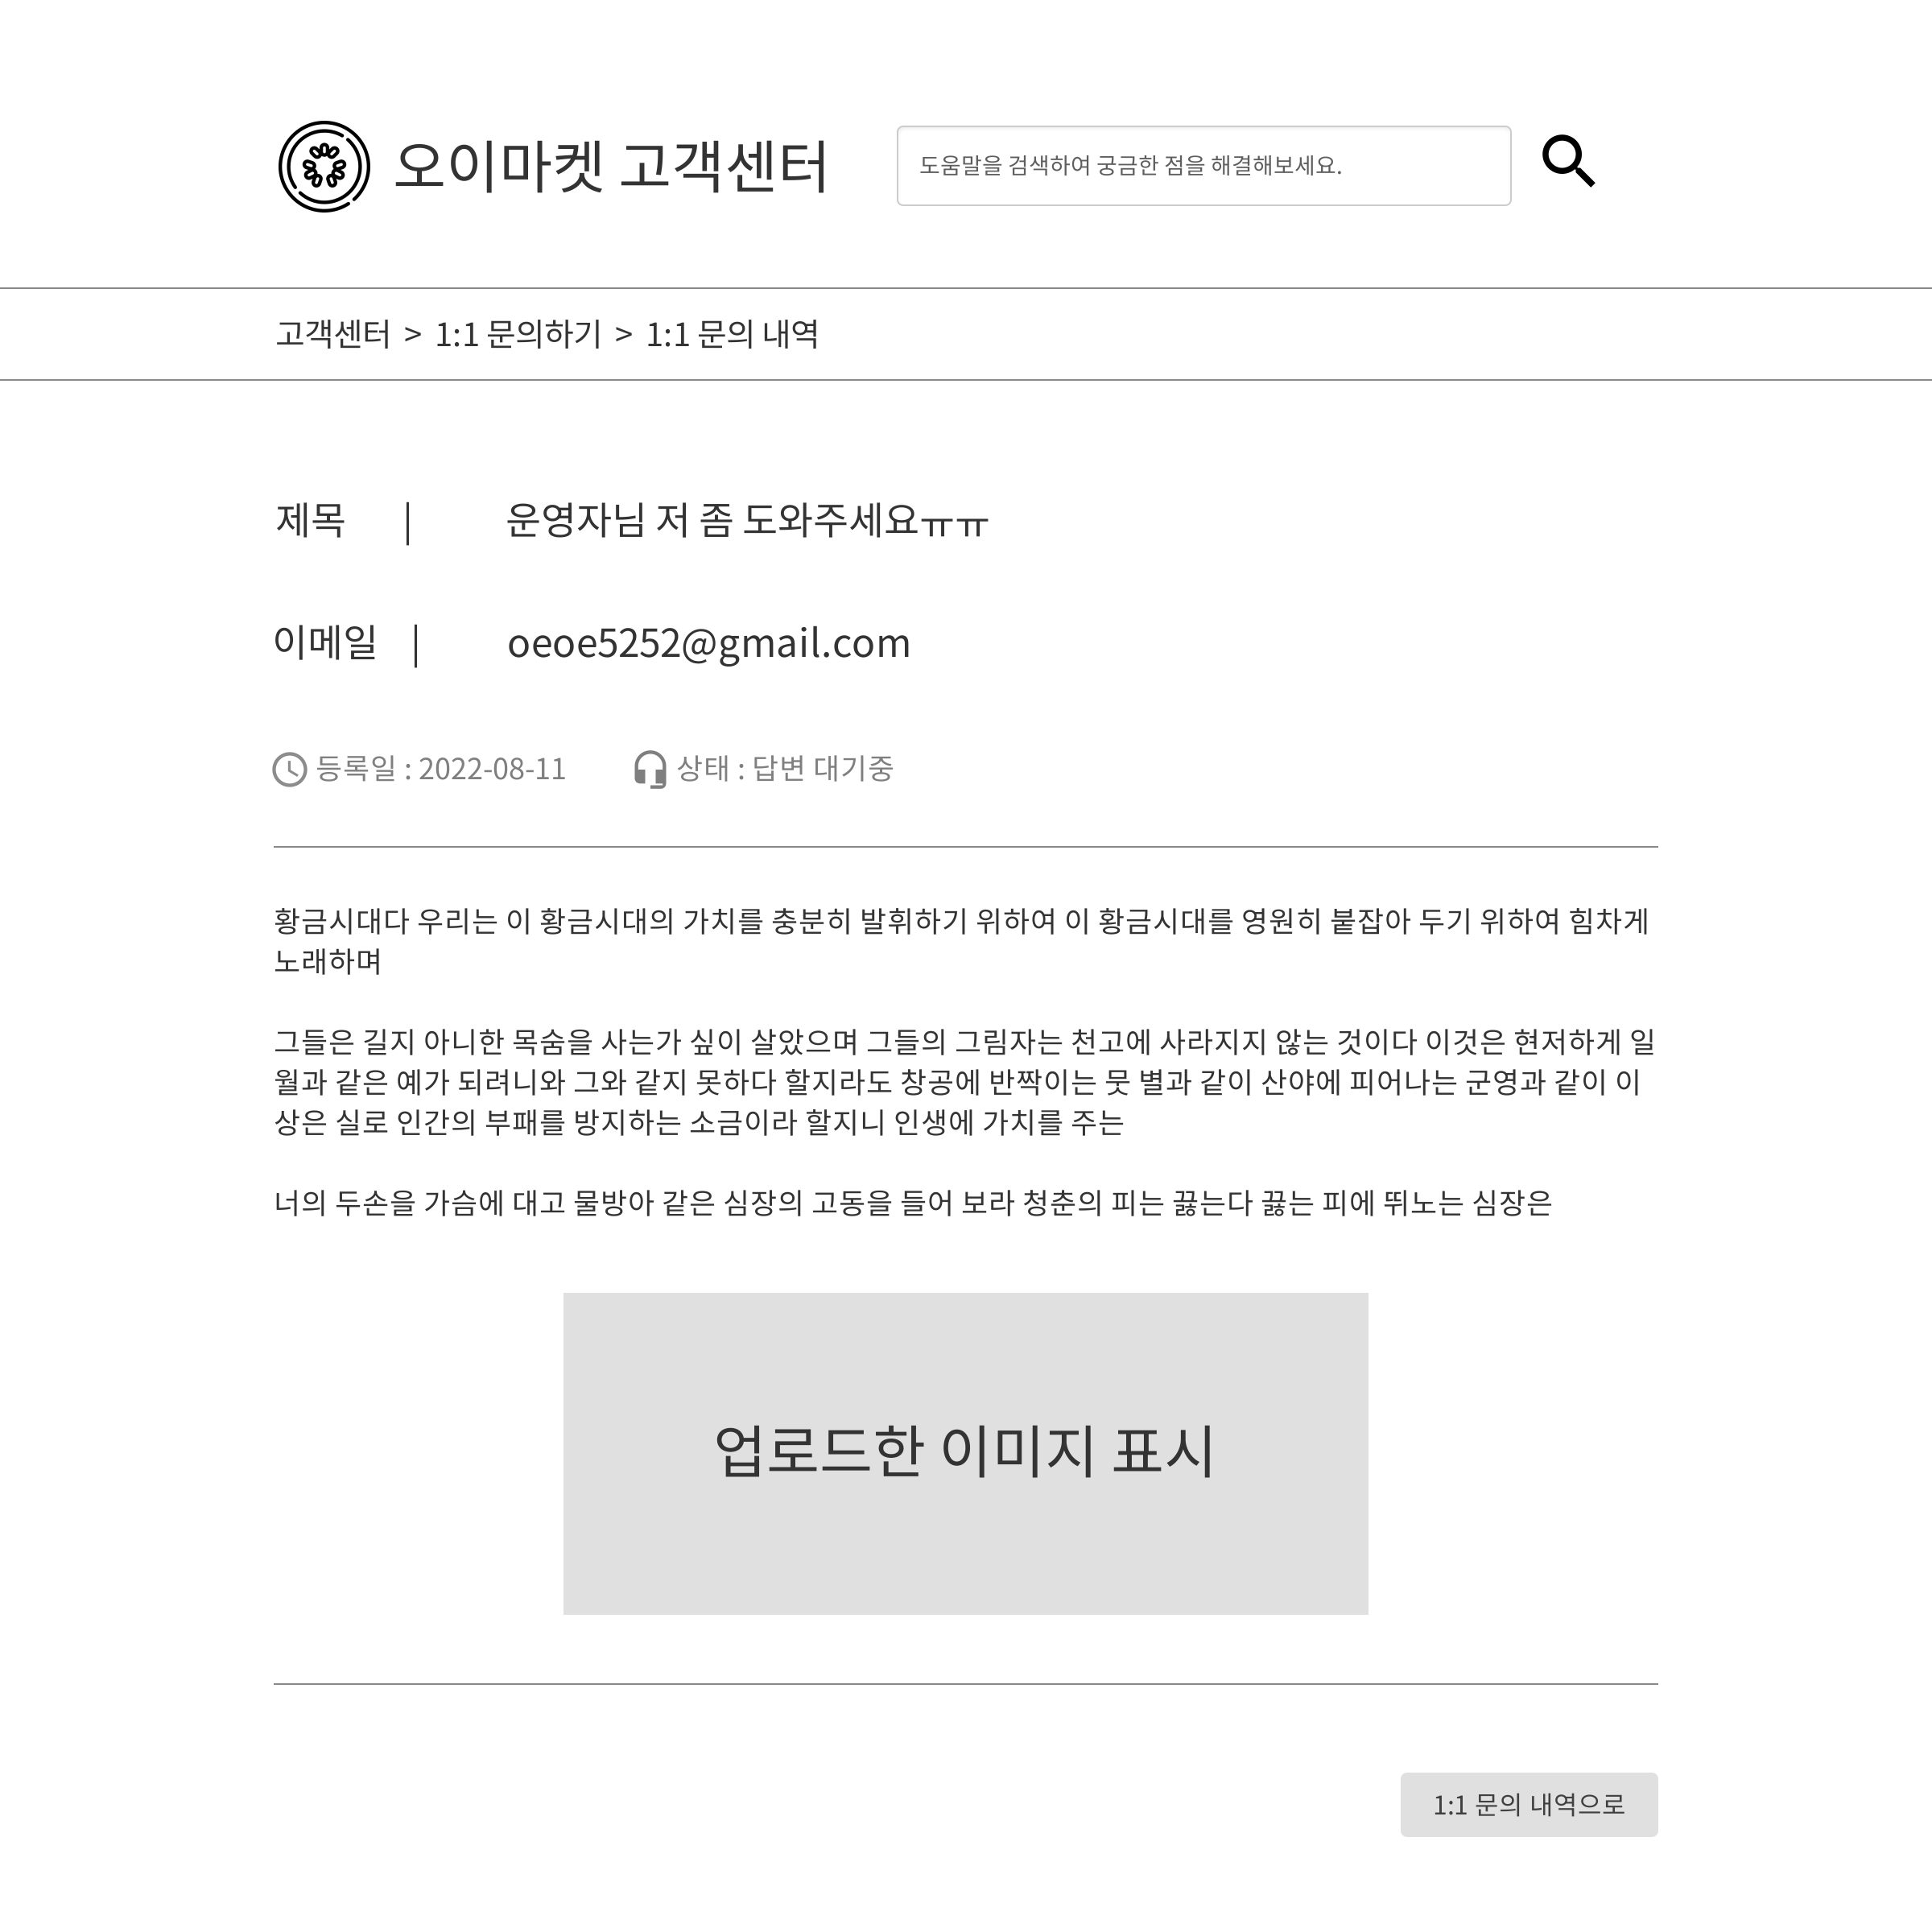 오이마켓 고객센터
도움말을 검색하여 궁금한 점을 해결해보세요.
고객센터 > 1:1 문의하기 > 1:1 문의 내역
제목 | 운영자님 저 좀 도와주세요ㅠㅠ
이메일 | oeoe5252@gmail.com
등록일 : 2022-08-11 상태 : 답변 대기중
황금시대다 우리는 이 황금시대의 가치를 충분히 발휘하기 위하여 이 황금시대를 영원히 붙잡아 두기 위하여 힘차게
노래하며
그들은 길지 아니한 목숨을 사는가 싶이 살았으며 그들의 그림자는 천고에 사라지지 않는 것이다 이것은 현저하게 일
월과 같은 예가 되려니와 그와 같지 못하다 할지라도 창공에 반짝이는 뭇 별과 같이 산야에 피어나는 군영과 같이 이
상은 실로 인간의 부패를 방지하는 소금이라 할지니 인생에 가치를 주는
너의 두손을 가슴에 대고 물방아 같은 심장의 고동을 들어 보라 청춘의 피는 끓는다 끓는 피에 뛰노는 심장은
업로드한 이미지 표시
1:1 문의 내역으로